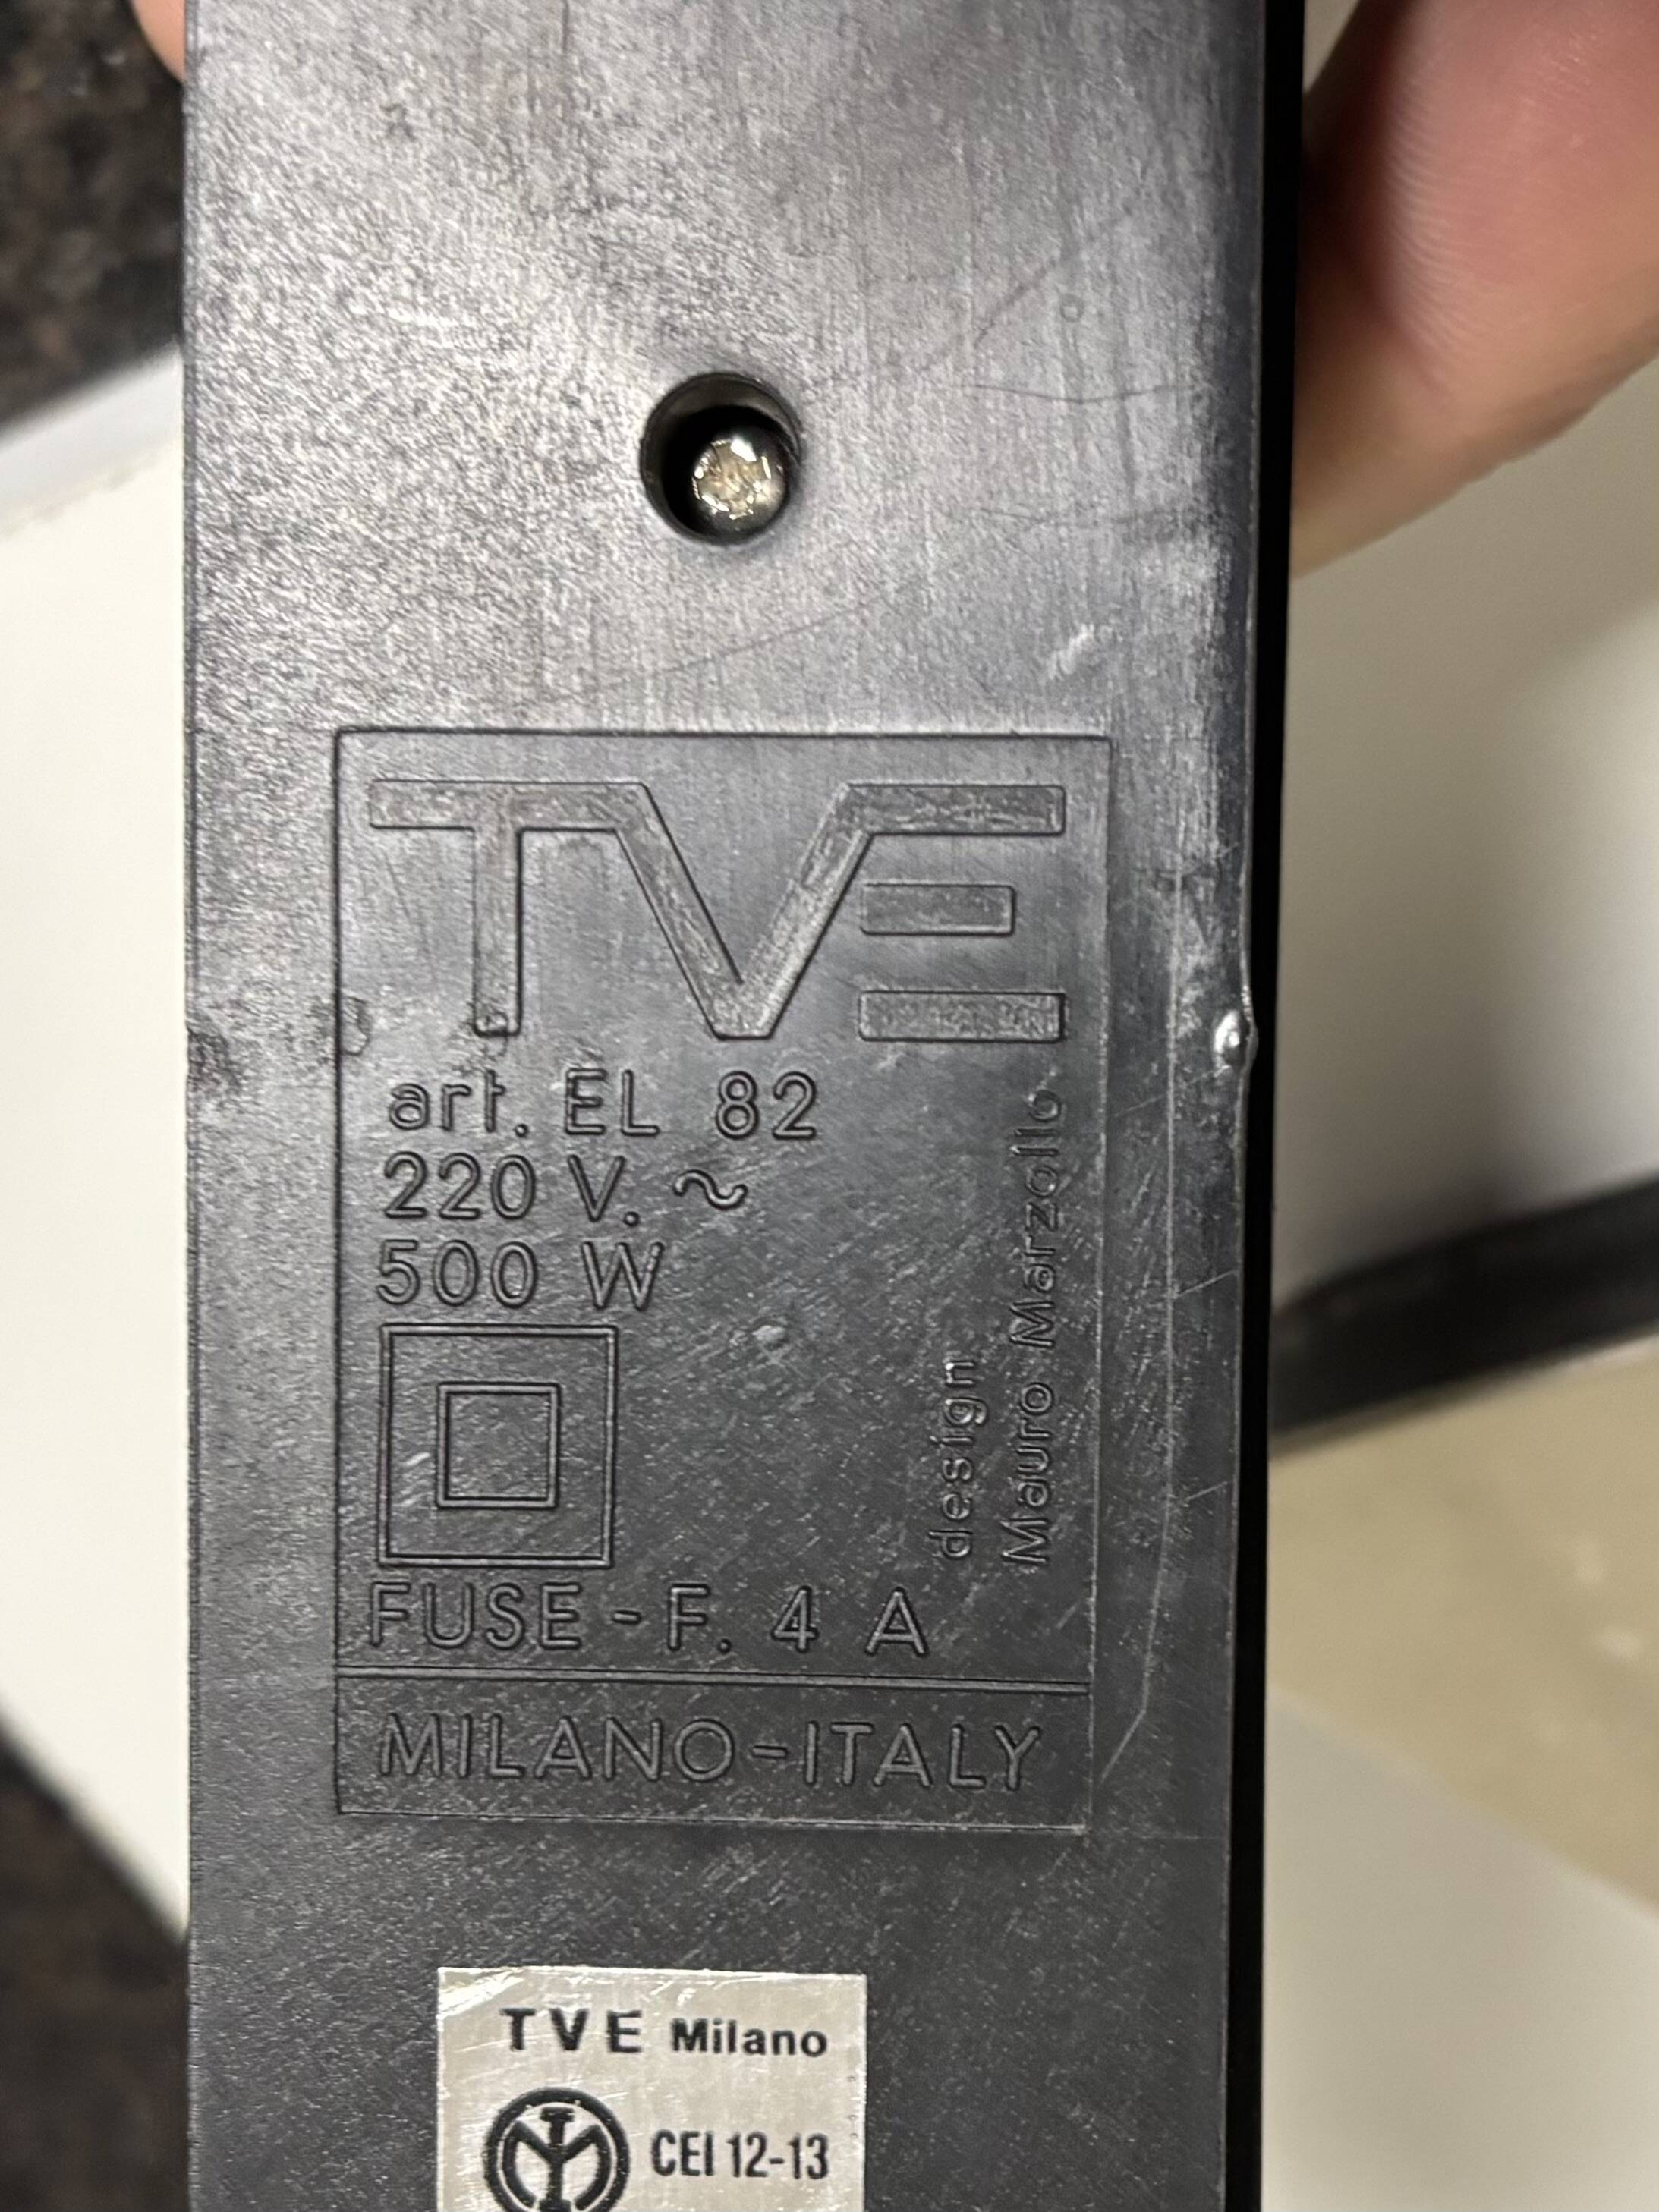 TVE
art. EL 82
220 V. ~
500 W
design
Mauro Marzollo
FUSE - F. 4 A
MILANO-ITALY
TVE Milano
CEI 12-13